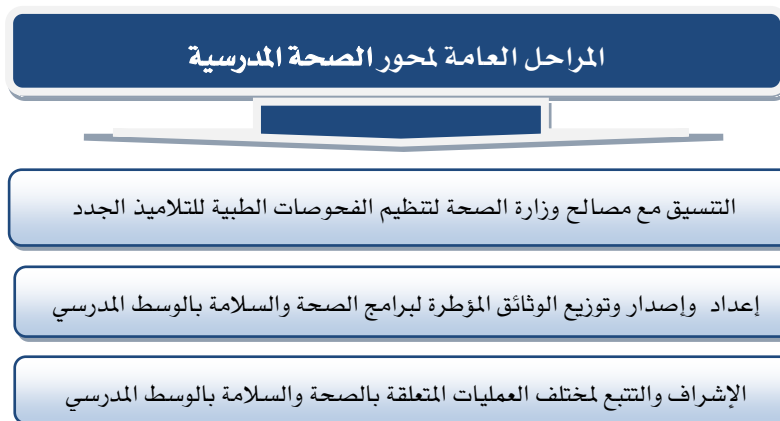 المراحل العامة لمحور الصحة المدرسية
التنسيق مع مصالح وزارة الصحة لتنظيم الفحوصات الطبية للتلاميذ الجدد
إعداد وإصدار وتوزيع الوثائق المؤطرة لبرامج الصحة والسلامة بالوسط المدرسي
الإشراف والتتبع لمختلف العمليات المتعلقة بالصحة والسلامة بالوسط المدرسي